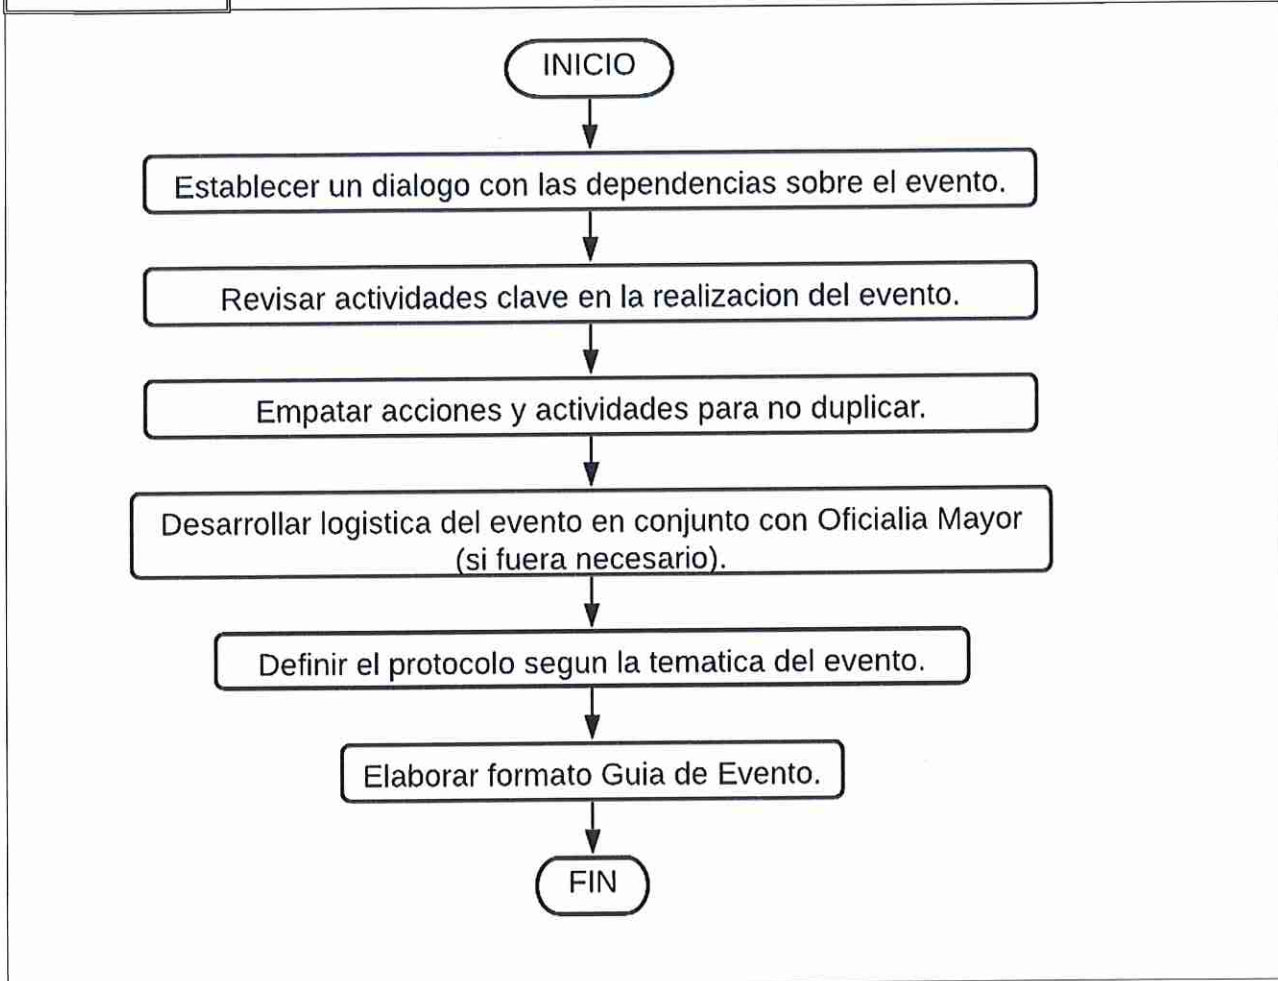 INICIO
Establecer un dialogo con las dependencias sobre el evento.
Revisar actividades clave en la realizacion del evento.
Empatar acciones y actividades para no duplicar.
Desarrollar logistica del evento en conjunto con Oficialia Mayor
(si fuera necesario).
Definir el protocolo segun la tematica del evento.
Elaborar formato Guia de Evento.
FIN